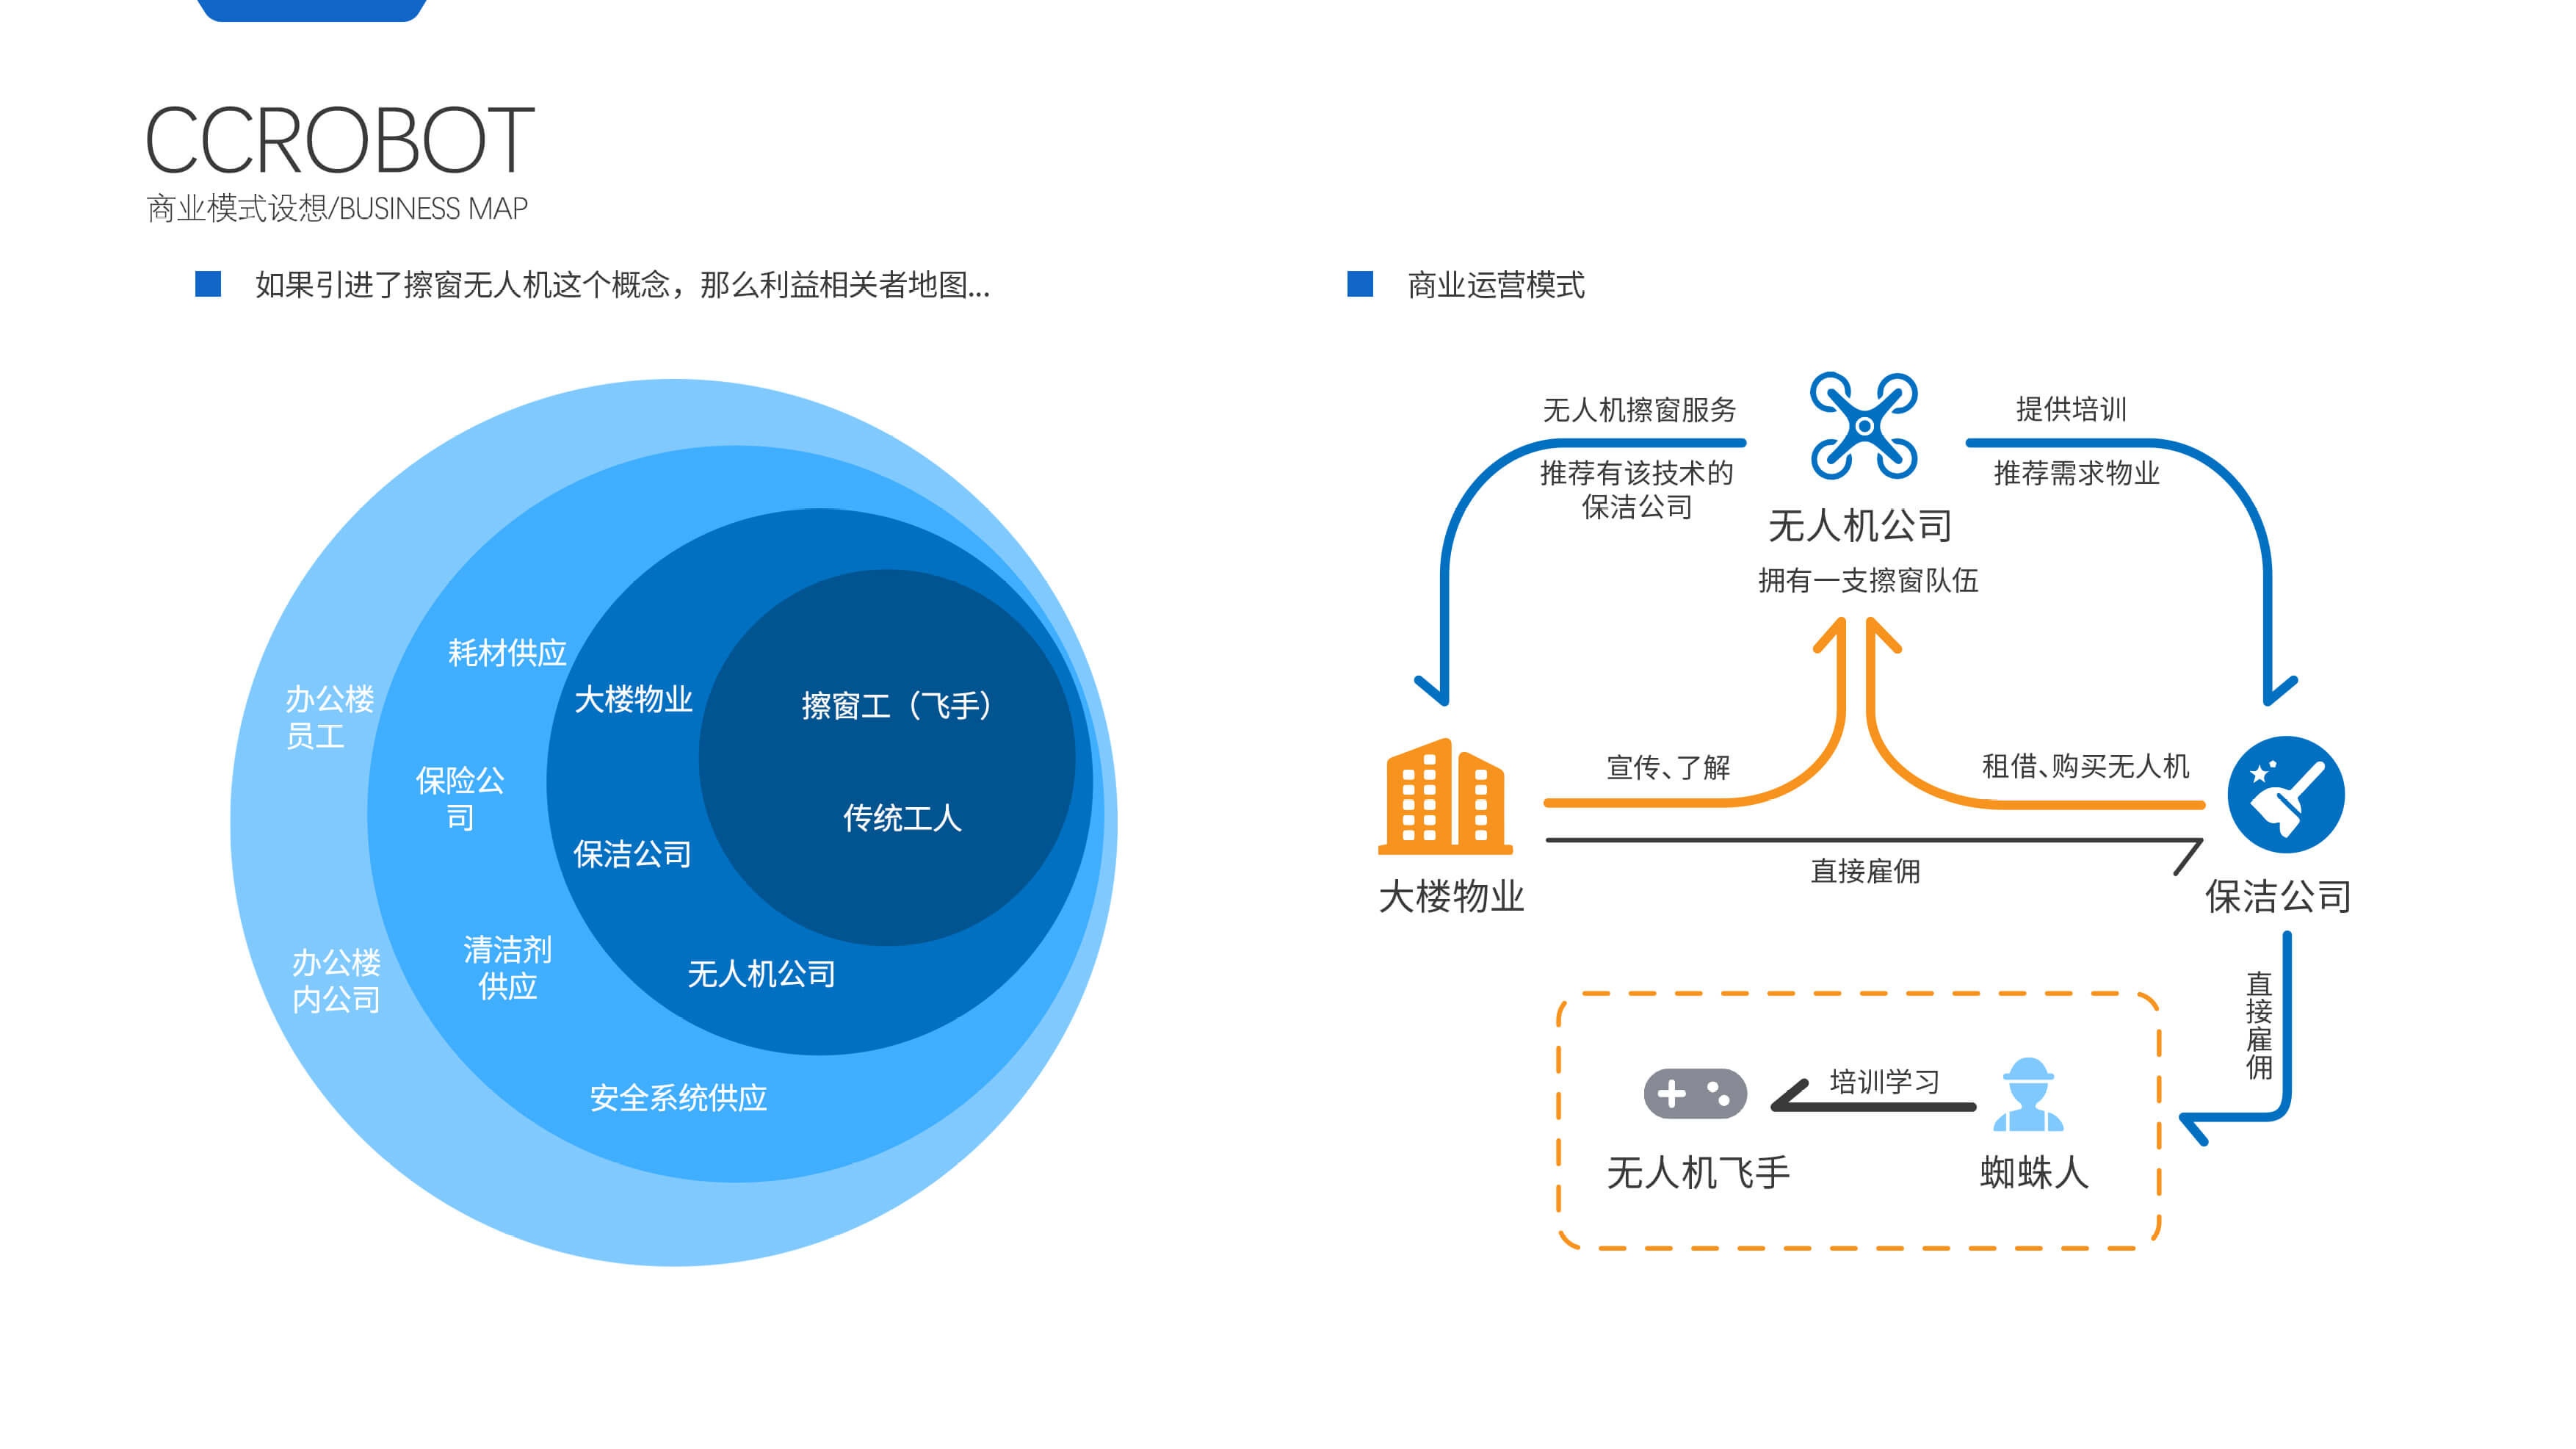 CCROBOT
商业模式设想/BUSINESS MAP
如果引进了擦窗无人机这个概念，那么利益相关者地图...
办公楼
员工
办公楼
内公司
耗材供应
保险公
司
清洁剂
供应
安全系统供应
大楼物业
保洁公司
无人机公司
擦窗工（飞手）
传统工人
商业运营模式
无人机擦窗服务
推荐有该技术的
保洁公司
提供培训
推荐需求物业
无人机公司
拥有一支擦窗队伍
宣传、了解
租借、购买无人机
直接雇佣
大楼物业
保洁公司
直接雇佣
培训学习
无人机飞手
蜘蛛人